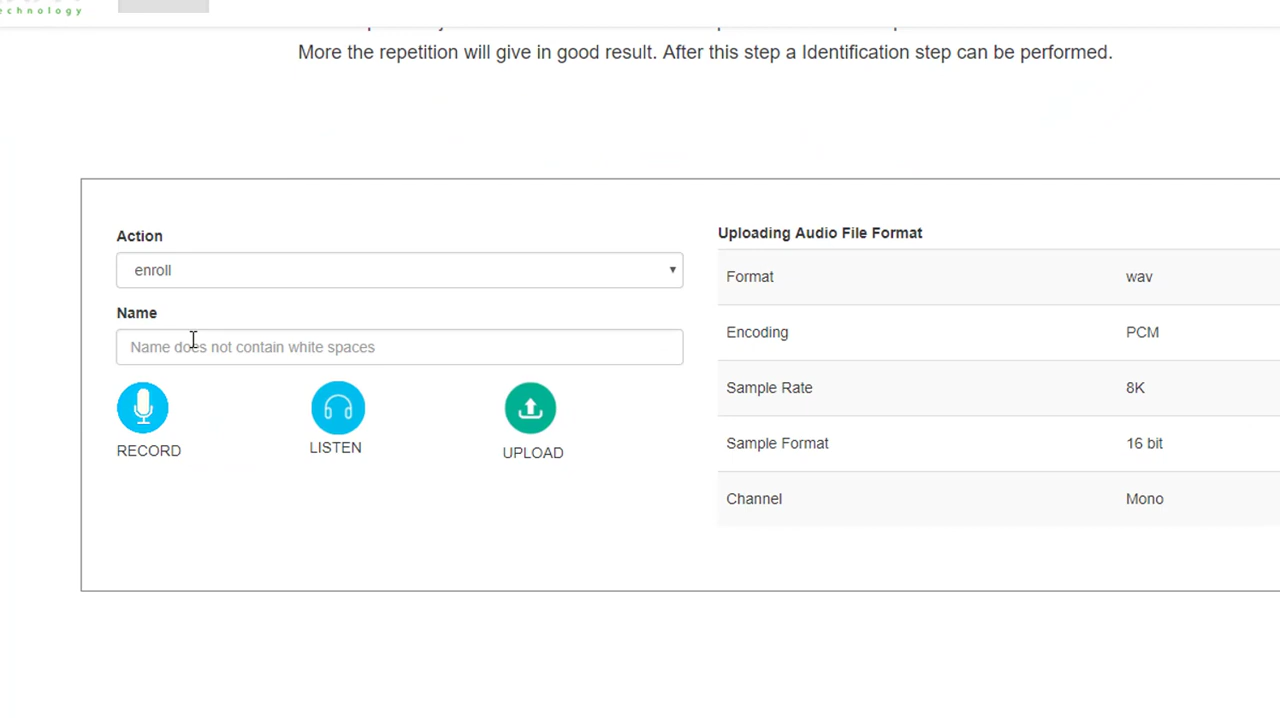 echnology
More the repetition will give in good result. After this step a Identification step can be performed.
Action
enroll
Name
Name does not contain white spaces
RECORD
LISTEN
UPLOAD
Uploading Audio File Format
Format wav
Encoding PCM
Sample Rate 8K
Sample Format 16 bit
Channel Mono